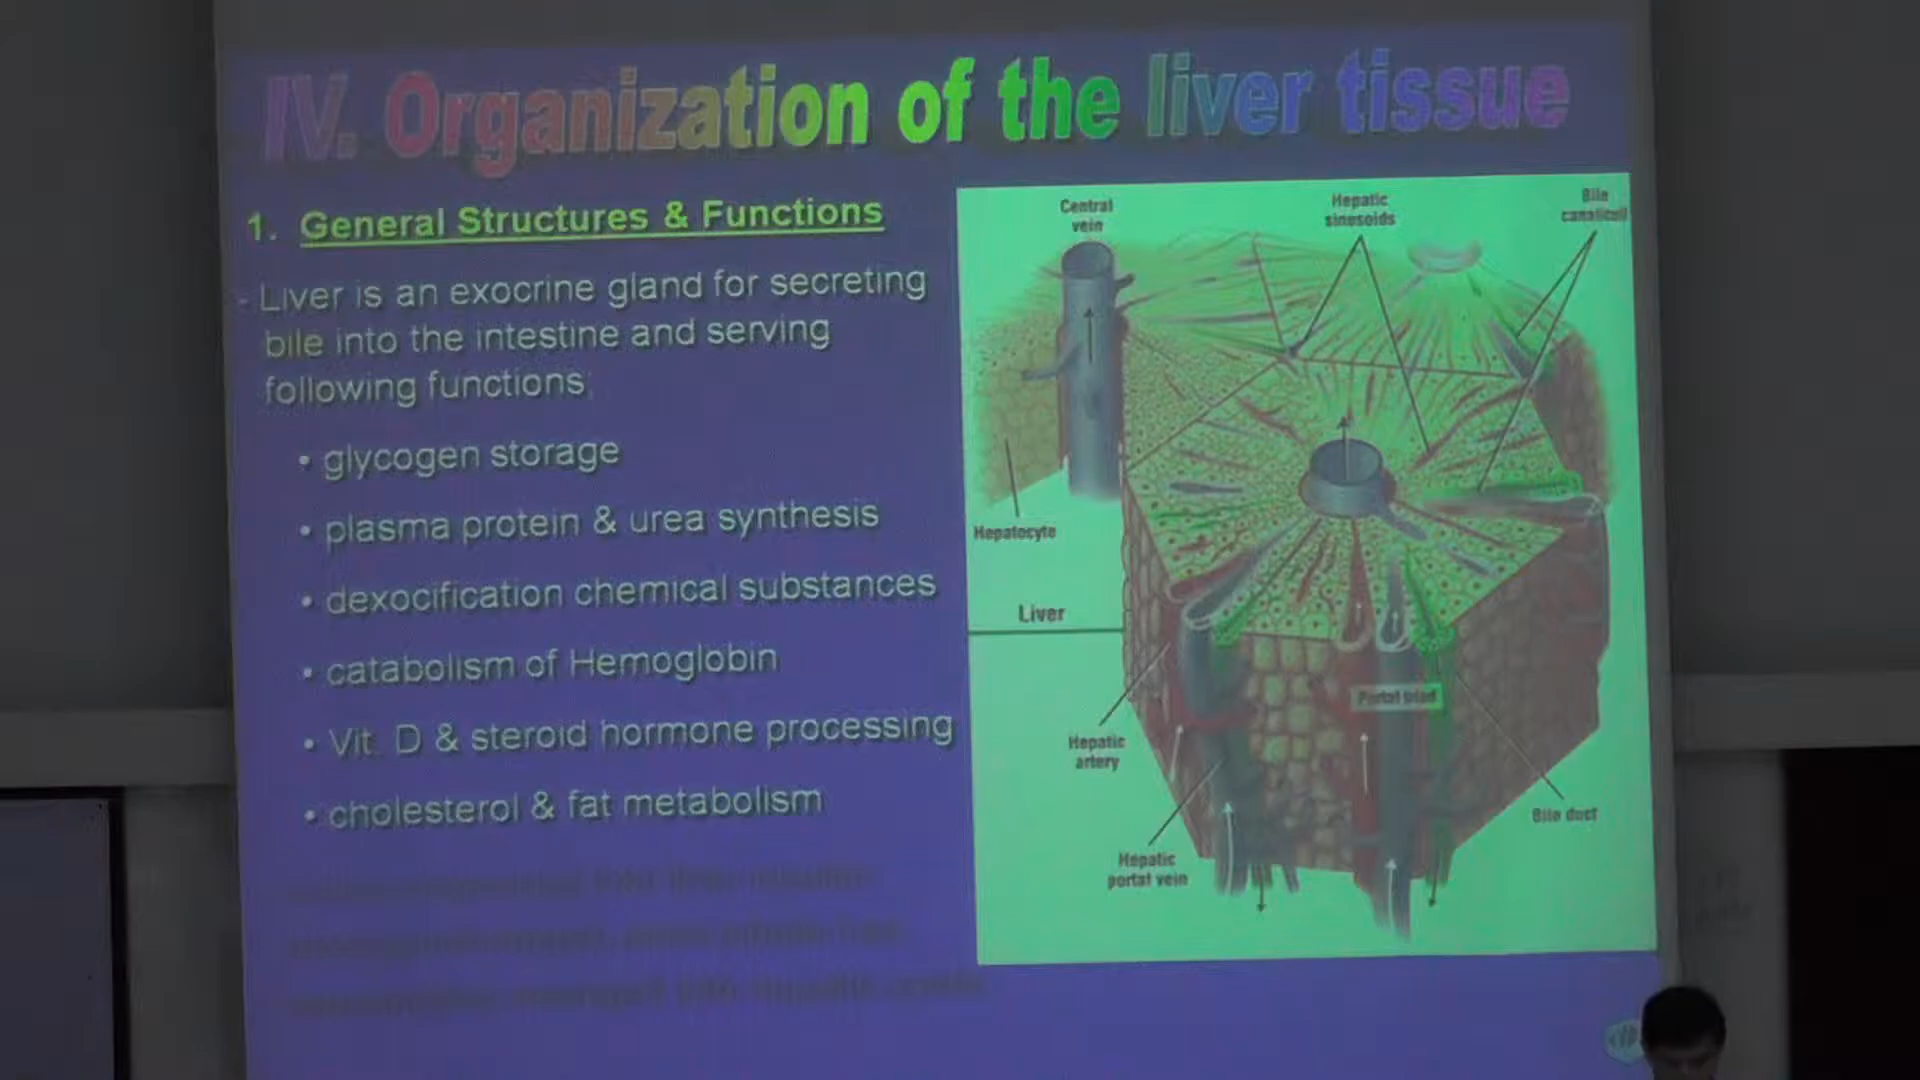 IV. Organization of the liver tissue
1. General Structures & Functions
- Liver is an exocrine gland for secreting
bile into the intestine and serving
following functions;
• glycogen storage
• plasma protein & urea synthesis
• dexocification chemical substances
• catabolism of Hemoglobin
• Vit. D & steroid hormone processing
• cholesterol & fat metabolism
Central
vein
Hepatic
sinusoids
Bile
canaliculi
Hepatocyte
Liver
Portal triad
Hepatic
artery
Bile duct
Hepatic
portal vein